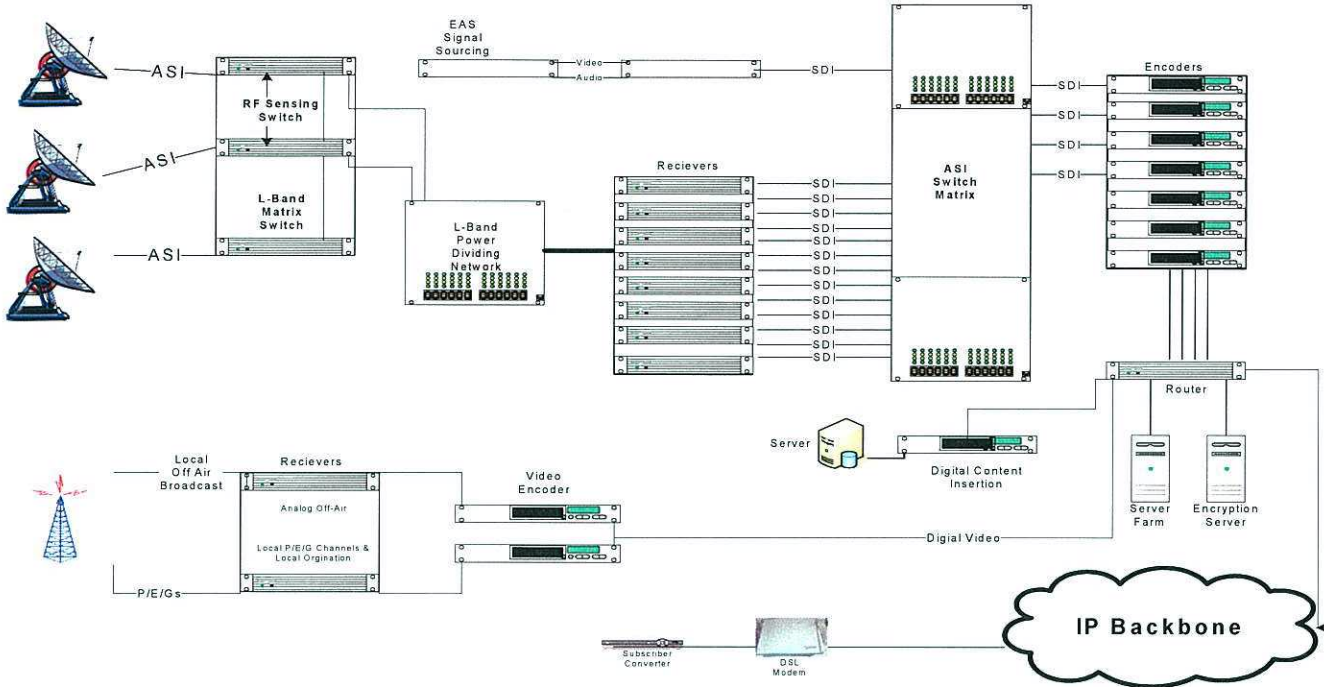 EAS
Signal
Sourcing
Video
Audio
SDI
Encoders
ASI
RF Sensing
Switch
SDI
SDI
SDI
SDI
ASI
L-Band
Matrix
Switch
ASI
Recievers
L-Band
Power
Dividing
Network
SDI
SDI
SDI
SDI
SDI
SDI
SDI
SDI
SDI
SDI
SDI
SDI
ASI
Switch
Matrix
Router
Server
Digital Content
Insertion
Server
Farm
Encryption
Server
Local
Off Air
Broadcast
Recievers
Analog Off-Air
Local P/E/G Channels &
Local Orgination
Video
Encoder
Digial Video
P/E/Gs
Subscriber
Converter
DSL
Modem
IP Backbone